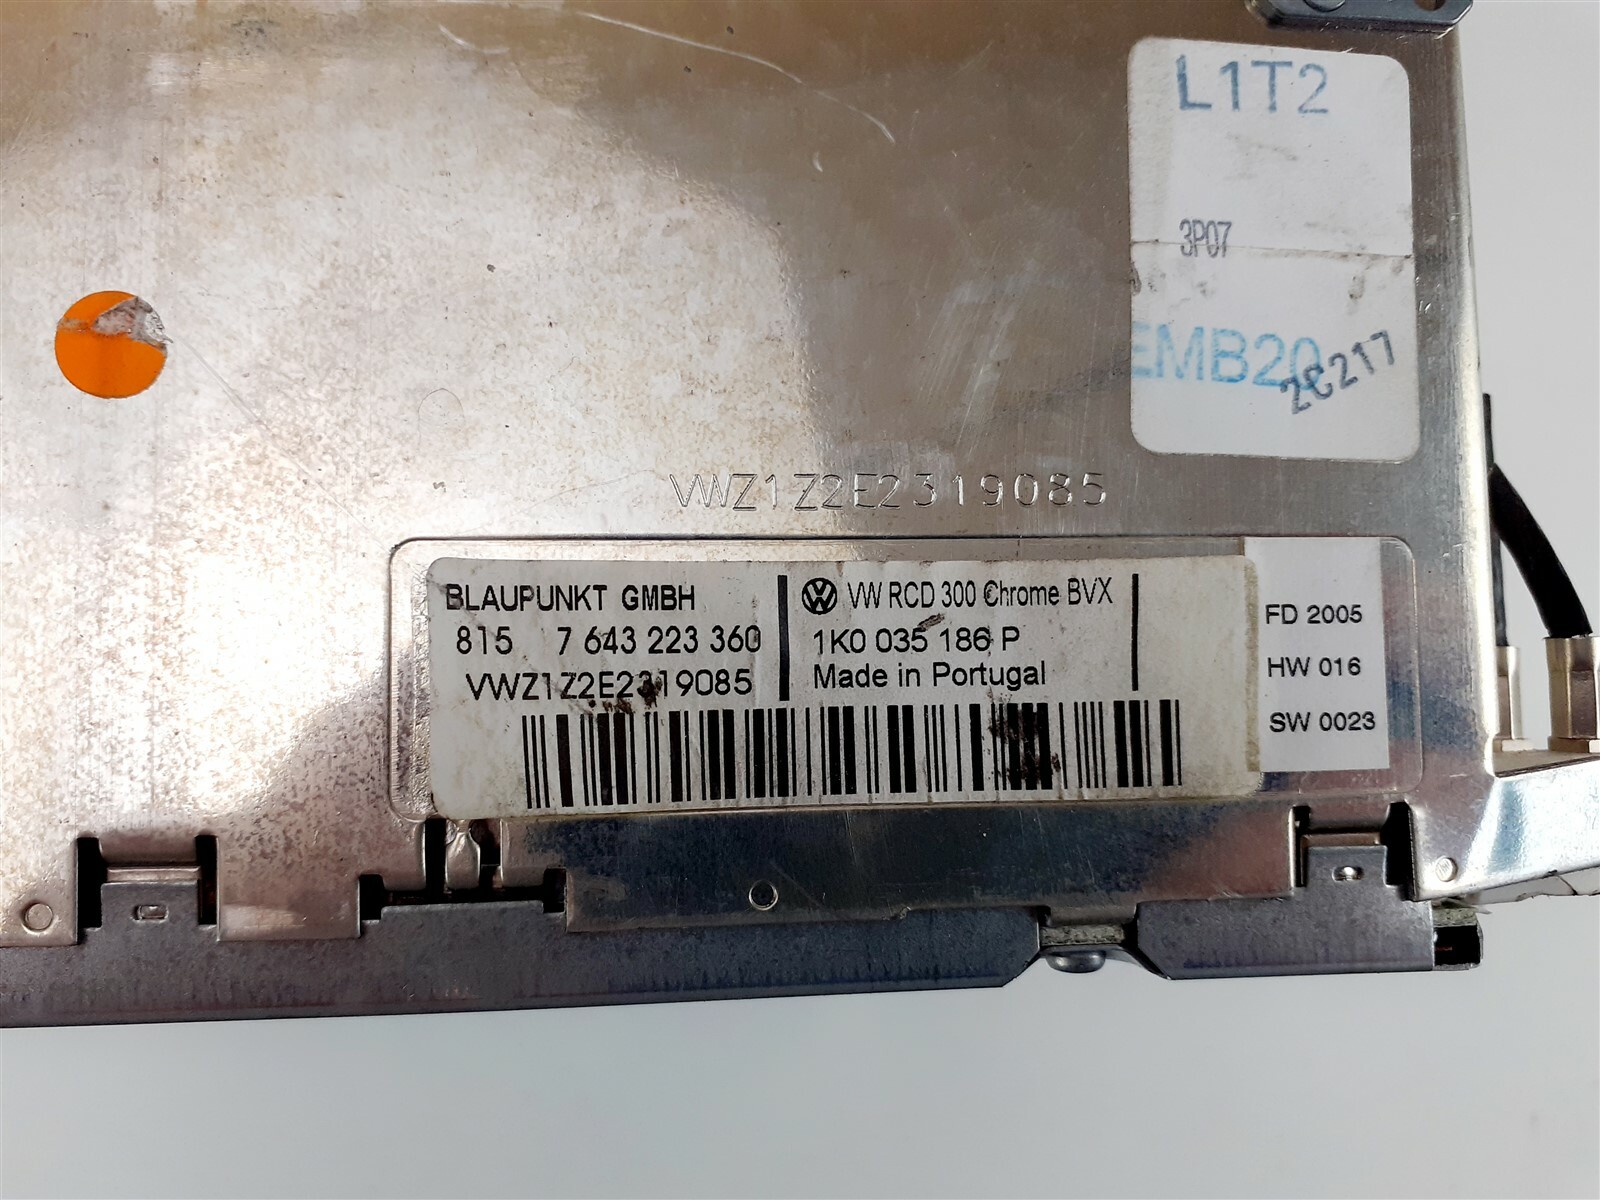 L1T2
3P07
EMB20
2C217
VWZ1Z2E2319085
BLAUPUNKT GMBH
815 7 643 223 360
VWZ1Z2E2319085
VW RCD 300 Chrome BVX
1K0 035 186 P
Made in Portugal
FD 2005
HW 016
SW 0023